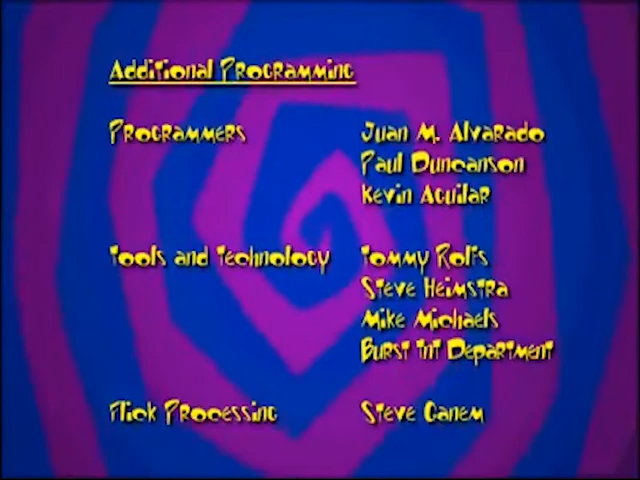 Additional Programming
Programmers Juan M. Alvarado
Paul Duncanson
Kevin Aguilar
Tools and Technology Tommy Rolfs
Steve Heimstra
Mike Michaels
Burst Int Department
Flick Processing Steve Ganem